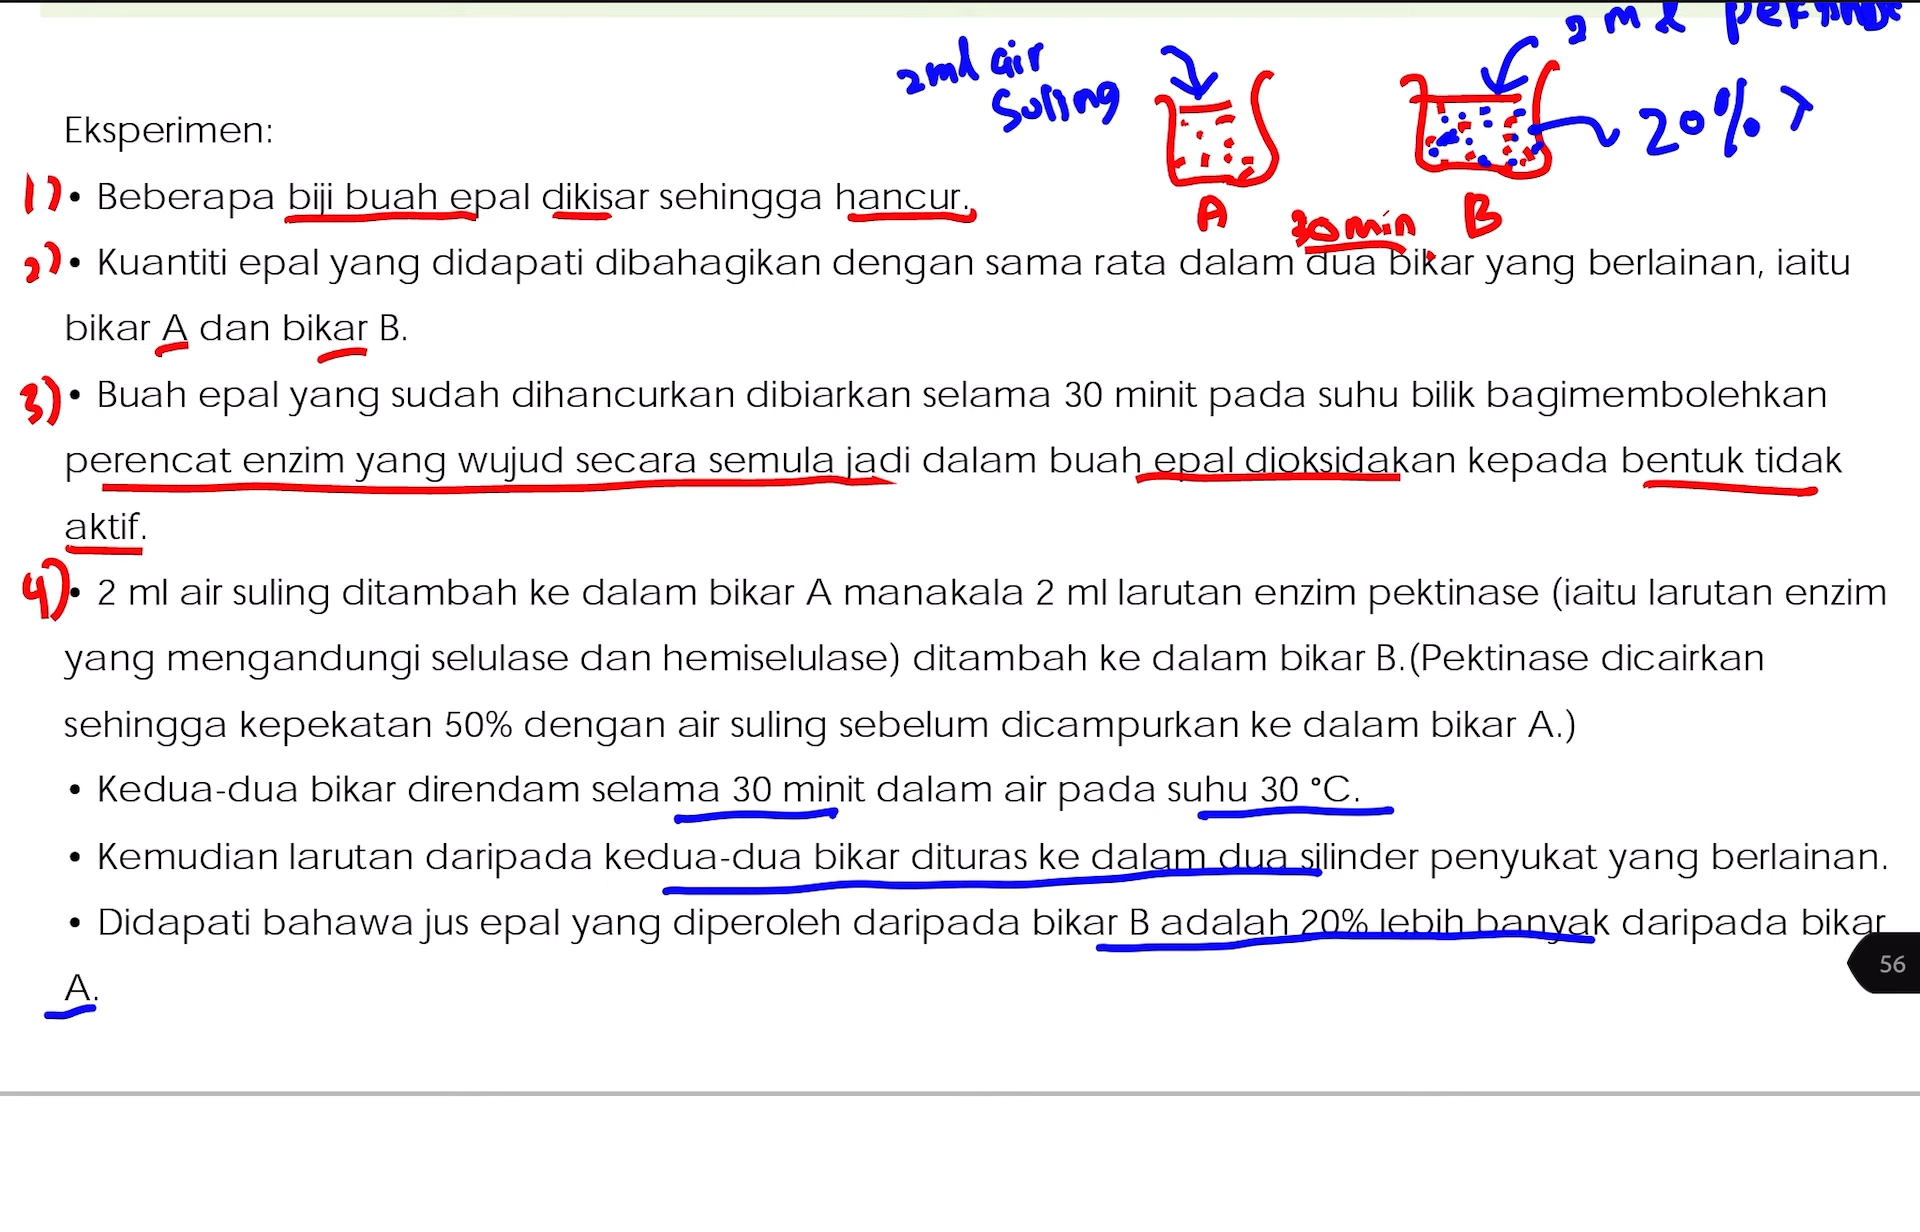 2 ml pektinase
2ml air
suling
20% >
A
B
30 min
Eksperimen:
1) • Beberapa biji buah epal dikisar sehingga hancur.
2) • Kuantiti epal yang didapati dibahagikan dengan sama rata dalam dua bikar yang berlainan, iaitu
bikar A dan bikar B.
3) • Buah epal yang sudah dihancurkan dibiarkan selama 30 minit pada suhu bilik bagimembolehkan
perencat enzim yang wujud secara semula jadi dalam buah epal dioksidakan kepada bentuk tidak
aktif.
4) • 2 ml air suling ditambah ke dalam bikar A manakala 2 ml larutan enzim pektinase (iaitu larutan enzim
yang mengandungi selulase dan hemiselulase) ditambah ke dalam bikar B.(Pektinase dicairkan
sehingga kepekatan 50% dengan air suling sebelum dicampurkan ke dalam bikar A.)
• Kedua-dua bikar direndam selama 30 minit dalam air pada suhu 30 °C.
• Kemudian larutan daripada kedua-dua bikar dituras ke dalam dua silinder penyukat yang berlainan.
• Didapati bahawa jus epal yang diperoleh daripada bikar B adalah 20% lebih banyak daripada bikar
A.
56